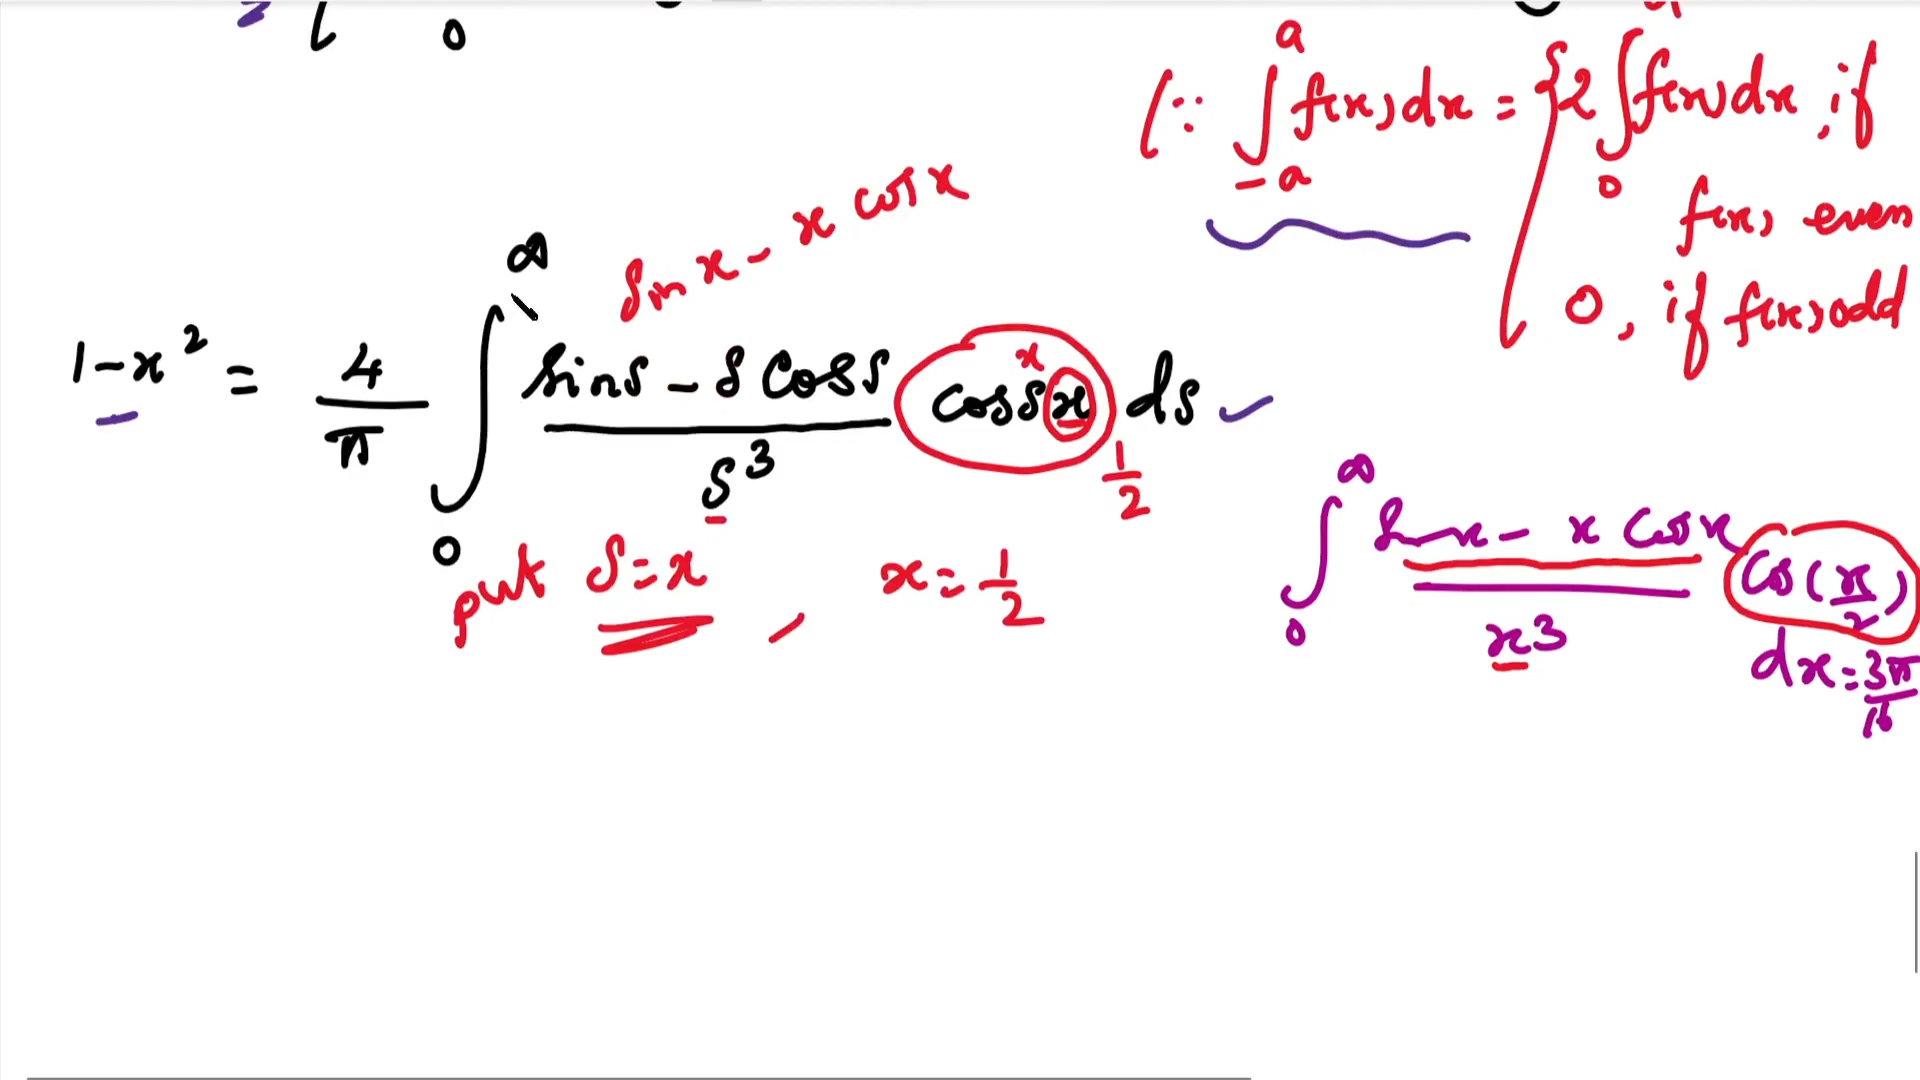 0
(∵ ∫_{-a}^{a} f(x) dx = { 2 ∫_0 f(x) dx, if
f(x) even
0, if f(x) odd
sin x - x cos x
1 - x² = 4/π ∫_0^∞ (sin s - s cos s)/s³ cos s x ds
x
1/2
put s = x, x = 1/2
∫_0^∞ (sin x - x cos x)/x³ cos(x/2)
dx = 3π/16